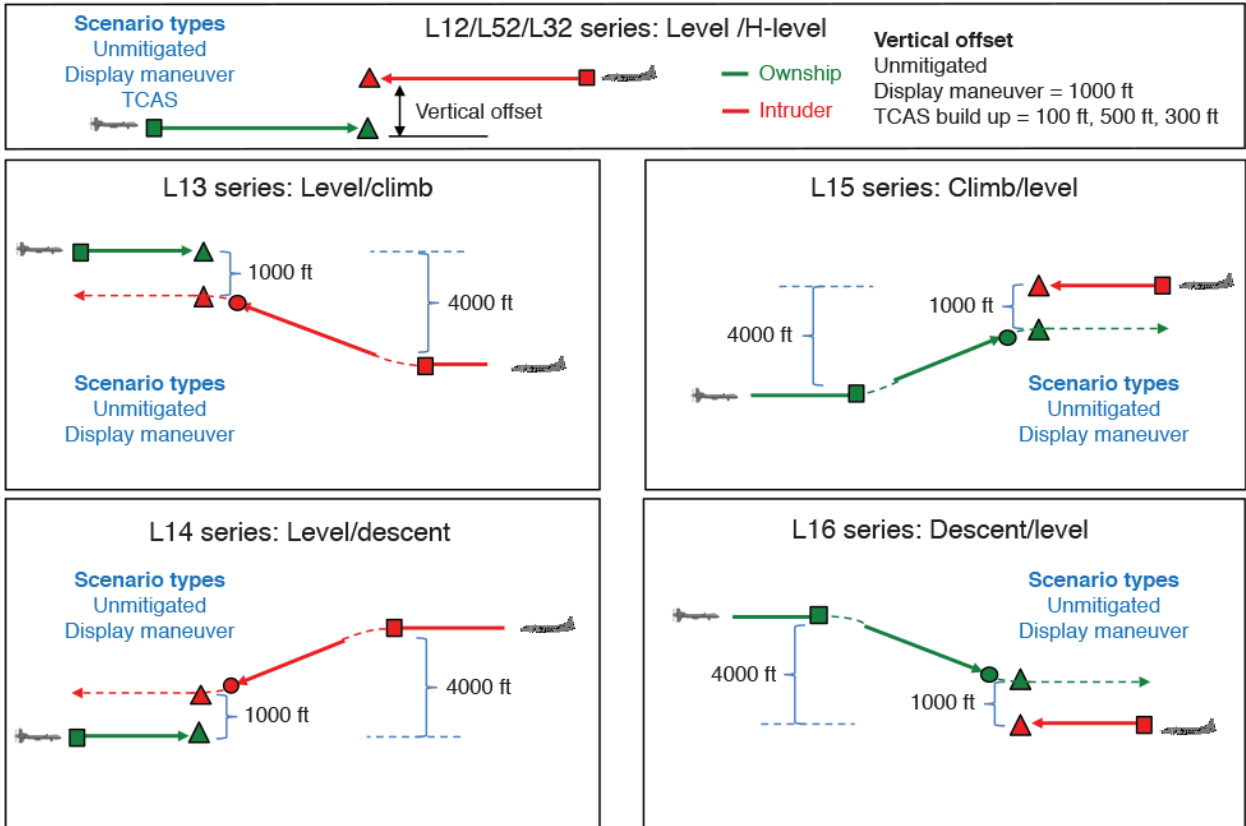 Scenario types
Unmitigated
Display maneuver
TCAS
L12/L52/L32 series: Level /H-level
Vertical offset
Ownship
Intruder
Vertical offset
Unmitigated
Display maneuver = 1000 ft
TCAS build up = 100 ft, 500 ft, 300 ft
L13 series: Level/climb
1000 ft
4000 ft
Scenario types
Unmitigated
Display maneuver
L15 series: Climb/level
1000 ft
4000 ft
Scenario types
Unmitigated
Display maneuver
L14 series: Level/descent
Scenario types
Unmitigated
Display maneuver
4000 ft
1000 ft
L16 series: Descent/level
Scenario types
Unmitigated
Display maneuver
4000 ft
1000 ft